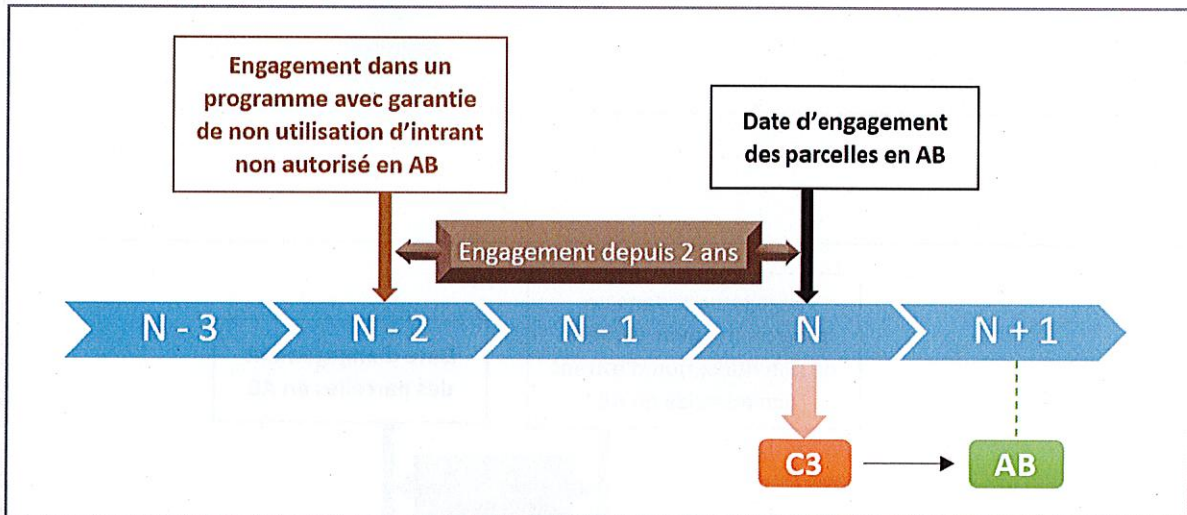 Engagement dans un
programme avec garantie
de non utilisation d'intrant
non autorisé en AB
Date d'engagement
des parcelles en AB
Engagement depuis 2 ans
N - 3
N - 2
N - 1
N
N + 1
C3
AB